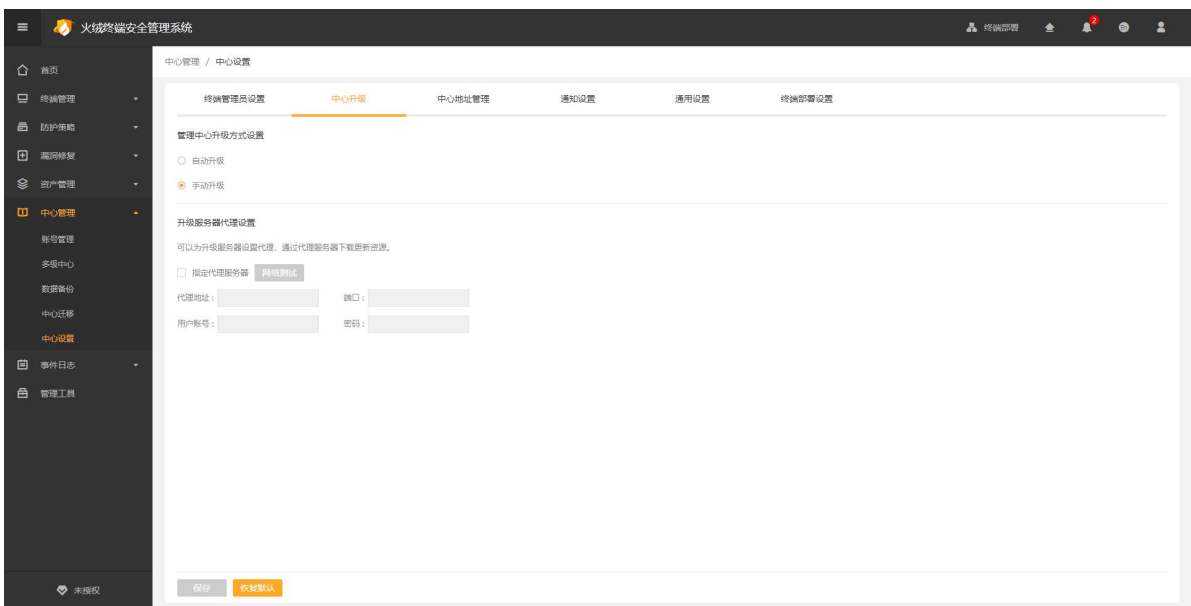 火绒终端安全管理系统
终端部署
2
首页
终端管理
防护策略
漏洞修复
资产管理
中心管理
账号管理
多级中心
数据备份
中心迁移
中心设置
事件日志
管理工具
未授权
中心管理 / 中心设置
终端管理员设置 中心升级 中心地址管理 通知设置 通用设置 终端部署设置
管理中心升级方式设置
自动升级
手动升级
升级服务器代理设置
可以为升级服务器设置代理，通过代理服务器下载更新资源。
指定代理服务器 网络测试
代理地址： 端口：
用户账号： 密码：
保存 恢复默认